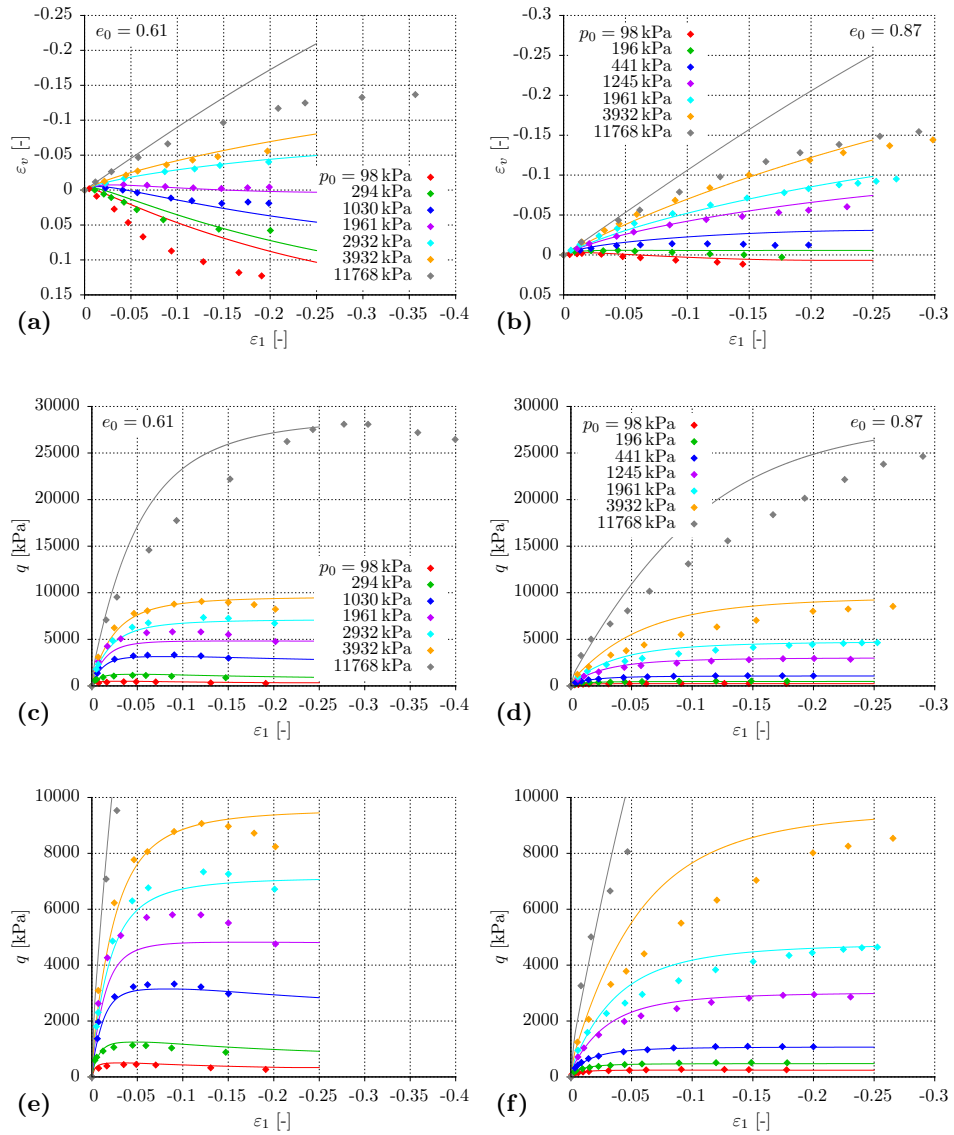 e₀ = 0.61
-0.25
-0.2
-0.15
-0.1
-0.05
0
0.05
0.1
0.15
εᵥ [-]
p₀ = 98 kPa
294 kPa
1030 kPa
1961 kPa
2932 kPa
3932 kPa
11768 kPa
0 -0.05 -0.1 -0.15 -0.2 -0.25 -0.3 -0.35 -0.4
(a)
ε₁ [-]
-0.3
-0.25
-0.2
-0.15
-0.1
-0.05
0
0.05
εᵥ [-]
p₀ = 98 kPa
196 kPa
441 kPa
1245 kPa
1961 kPa
3932 kPa
11768 kPa
e₀ = 0.87
0 -0.05 -0.1 -0.15 -0.2 -0.25 -0.3
(b)
ε₁ [-]
30000
25000
20000
15000
10000
5000
0
q [kPa]
e₀ = 0.61
p₀ = 98 kPa
294 kPa
1030 kPa
1961 kPa
2932 kPa
3932 kPa
11768 kPa
0 -0.05 -0.1 -0.15 -0.2 -0.25 -0.3 -0.35 -0.4
(c)
ε₁ [-]
30000
25000
20000
15000
10000
5000
0
q [kPa]
p₀ = 98 kPa
196 kPa
441 kPa
1245 kPa
1961 kPa
3932 kPa
11768 kPa
e₀ = 0.87
0 -0.05 -0.1 -0.15 -0.2 -0.25 -0.3
(d)
ε₁ [-]
10000
8000
6000
4000
2000
0
q [kPa]
0 -0.05 -0.1 -0.15 -0.2 -0.25 -0.3 -0.35 -0.4
(e)
ε₁ [-]
10000
8000
6000
4000
2000
0
q [kPa]
0 -0.05 -0.1 -0.15 -0.2 -0.25 -0.3
(f)
ε₁ [-]